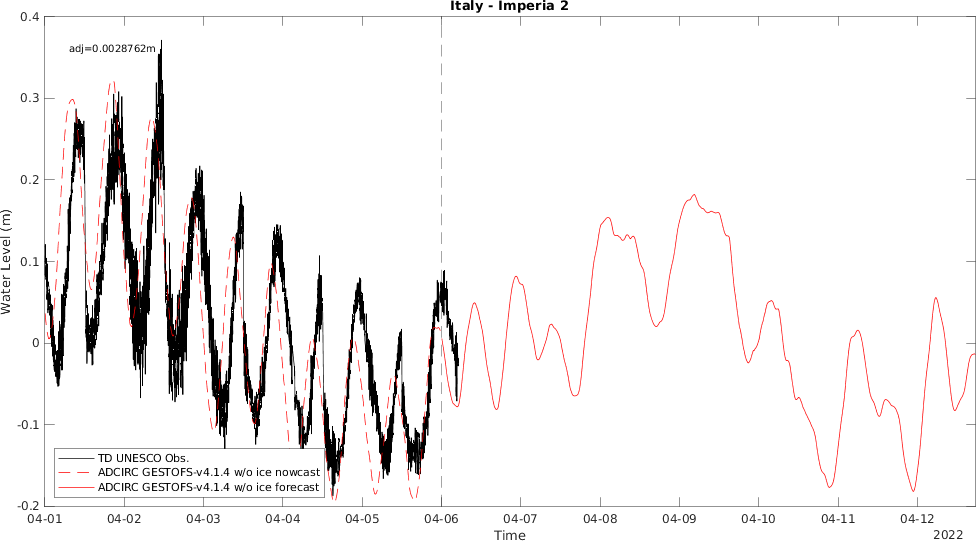 Italy - Imperia 2
adj=0.0028762m
0.4
0.3
0.2
0.1
0
-0.1
-0.2
Water Level (m)
TD UNESCO Obs.
ADCIRC GESTOFS-v4.1.4 w/o ice nowcast
ADCIRC GESTOFS-v4.1.4 w/o ice forecast
04-01 04-02 04-03 04-04 04-05 04-06 04-07 04-08 04-09 04-10 04-11 04-12
Time
2022